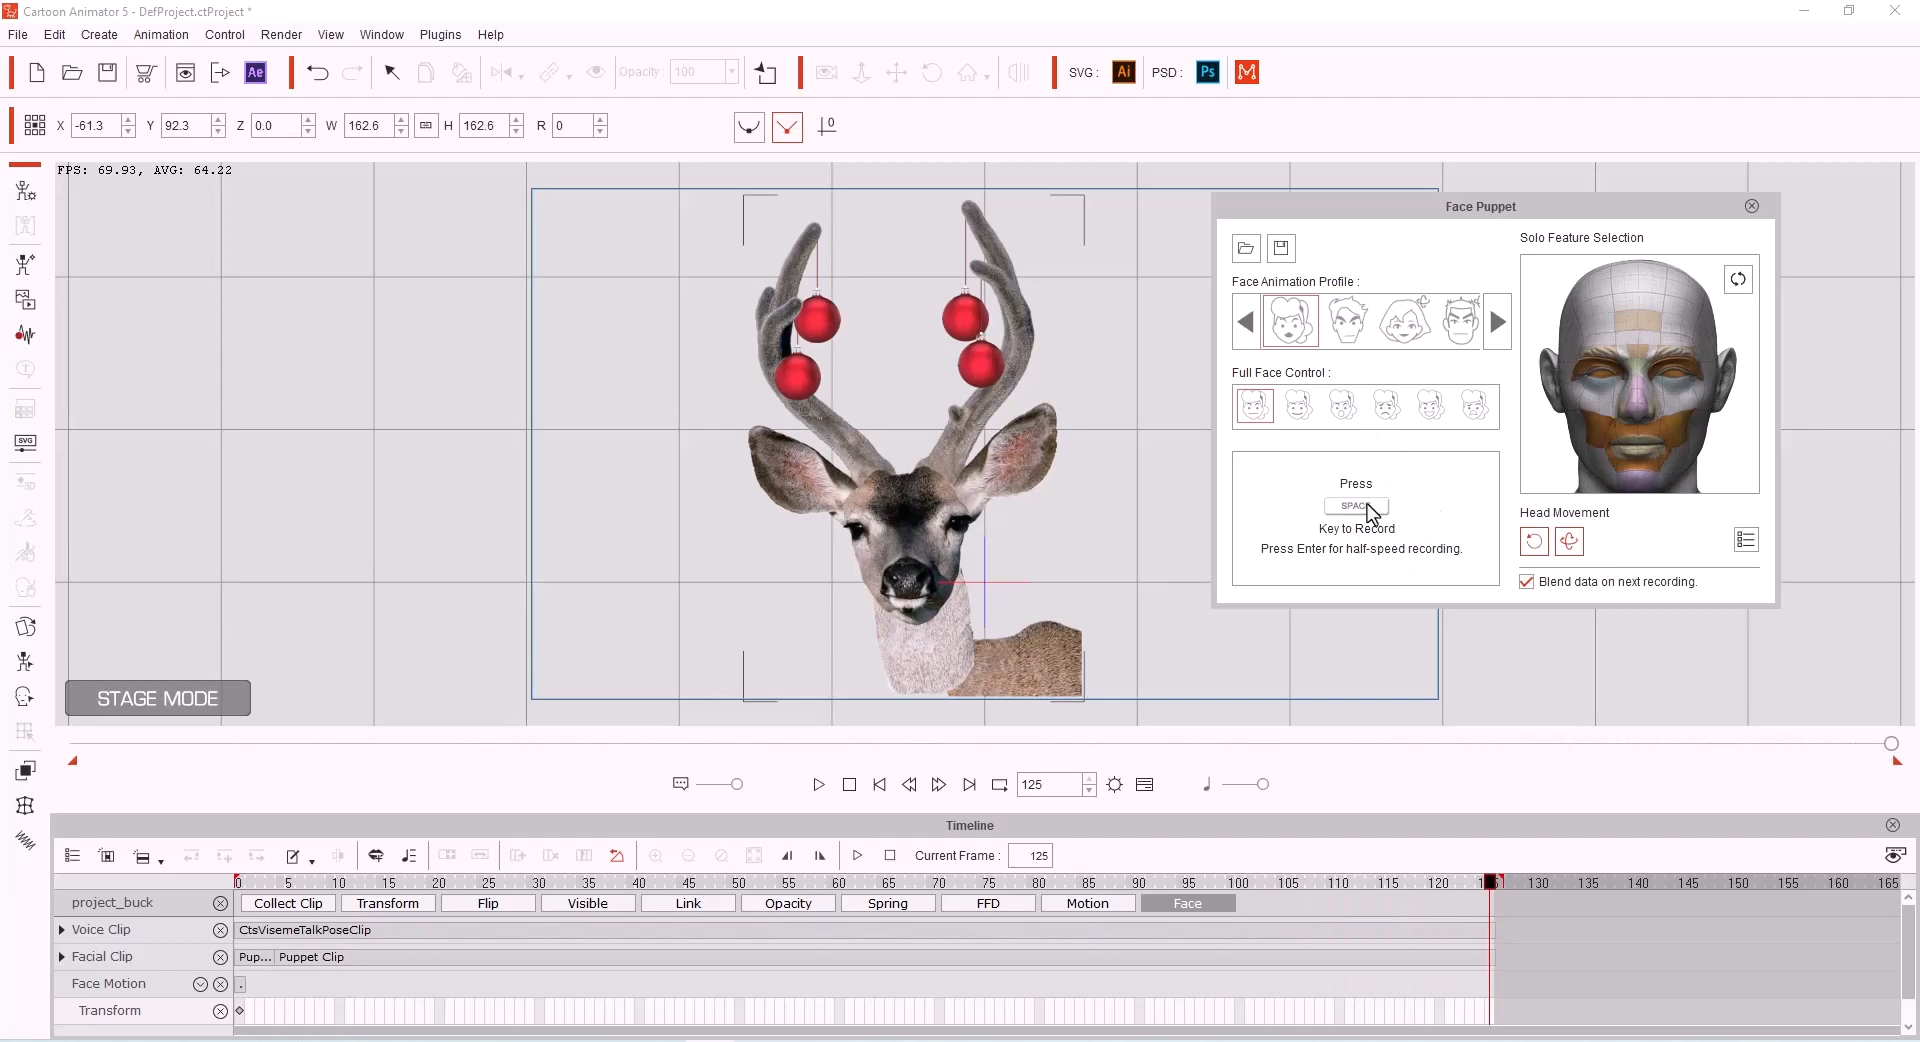 Cartoon Animator 5 - DefProject.ctProject *
File Edit Create Animation Control Render View Window Plugins Help
Ae Opacity : 100 SVG : Ai PSD : Ps
X -61.3 Y 92.3 Z 0.0 W 162.6 H 162.6 R 0 0
FPS: 69.93, AVG: 64.22
SVG
STAGE MODE
Face Puppet
Face Animation Profile :
Full Face Control :
Press
Key to Record
Press Enter for half-speed recording.
Solo Feature Selection
Head Movement
Blend data on next recording.
125
Timeline
Current Frame : 125
0 5 10 15 20 25 30 35 40 45 50 55 60 65 70 75 80 85 90 95 100 105 110 115 120 130 135 140 145 150 155 160 165
project_buck Collect Clip Transform Flip Visible Link Opacity Spring FFD Motion Face
Voice Clip CtsVisemeTalkPoseClip
Facial Clip Pup... Puppet Clip
Face Motion .
Transform